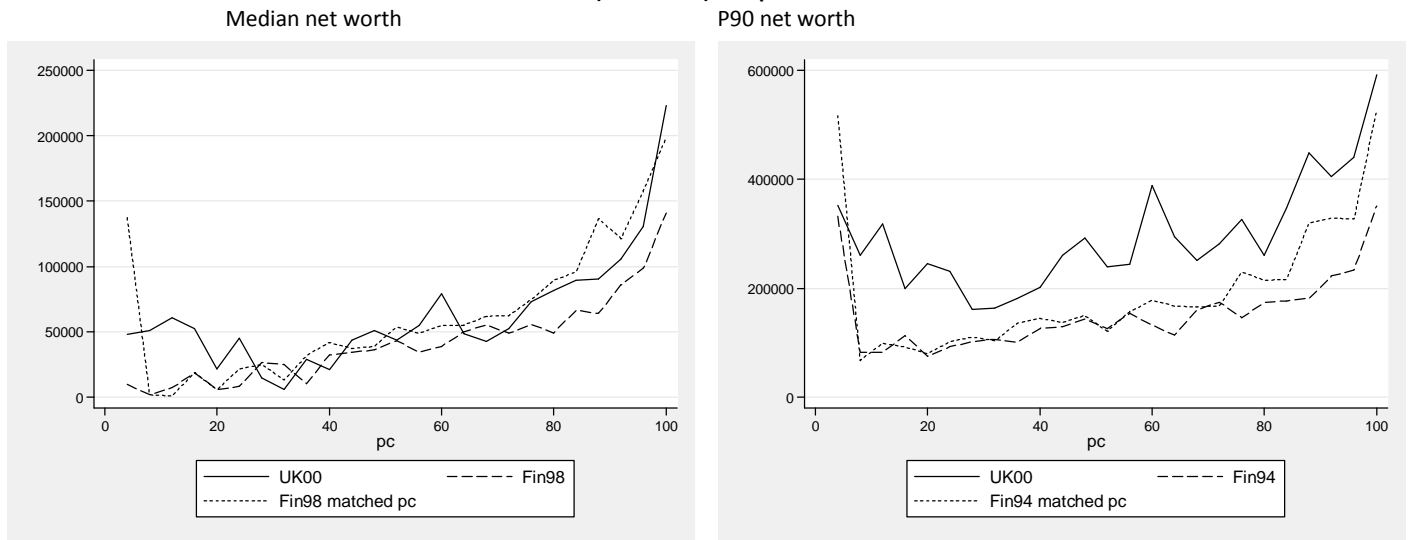 Median net worth
P90 net worth
250000
200000
150000
100000
50000
0
0 20 40 60 80 100
pc
UK00 Fin98
Fin98 matched pc
600000
400000
200000
0
0 20 40 60 80 100
pc
UK00 Fin94
Fin94 matched pc